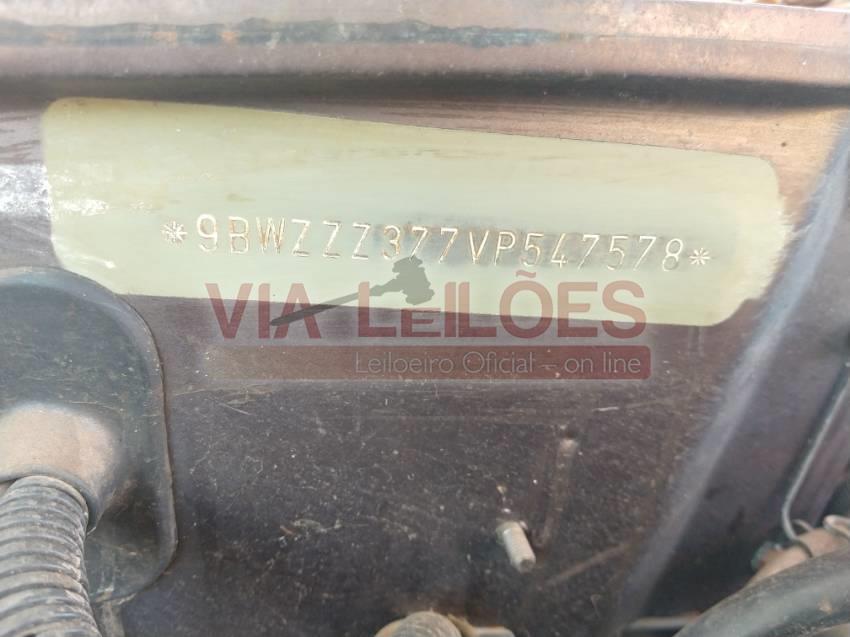 *9BWZZZ377VP547578*
VIA LEILÕES
Leiloeiro Oficial – on line